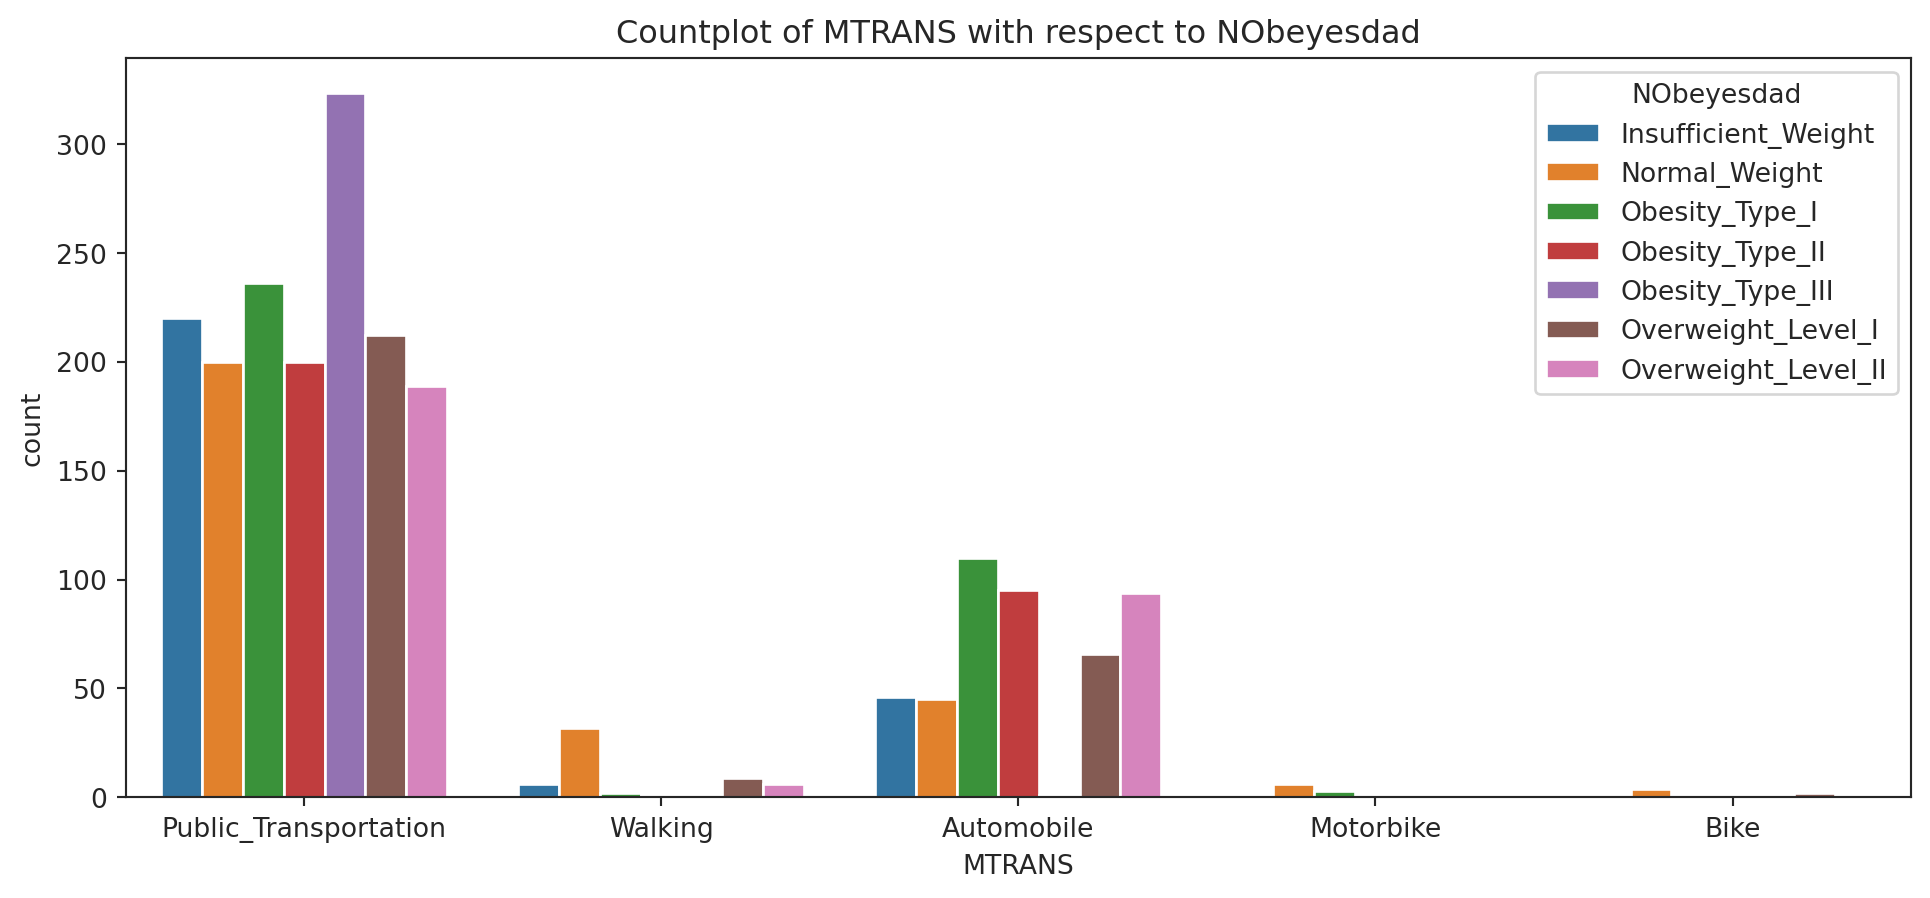 Countplot of MTRANS with respect to NObeyesdad
NObeyesdad
Insufficient_Weight
Normal_Weight
Obesity_Type_I
Obesity_Type_II
Obesity_Type_III
Overweight_Level_I
Overweight_Level_II
count
300
250
200
150
100
50
0
Public_Transportation Walking Automobile Motorbike Bike
MTRANS